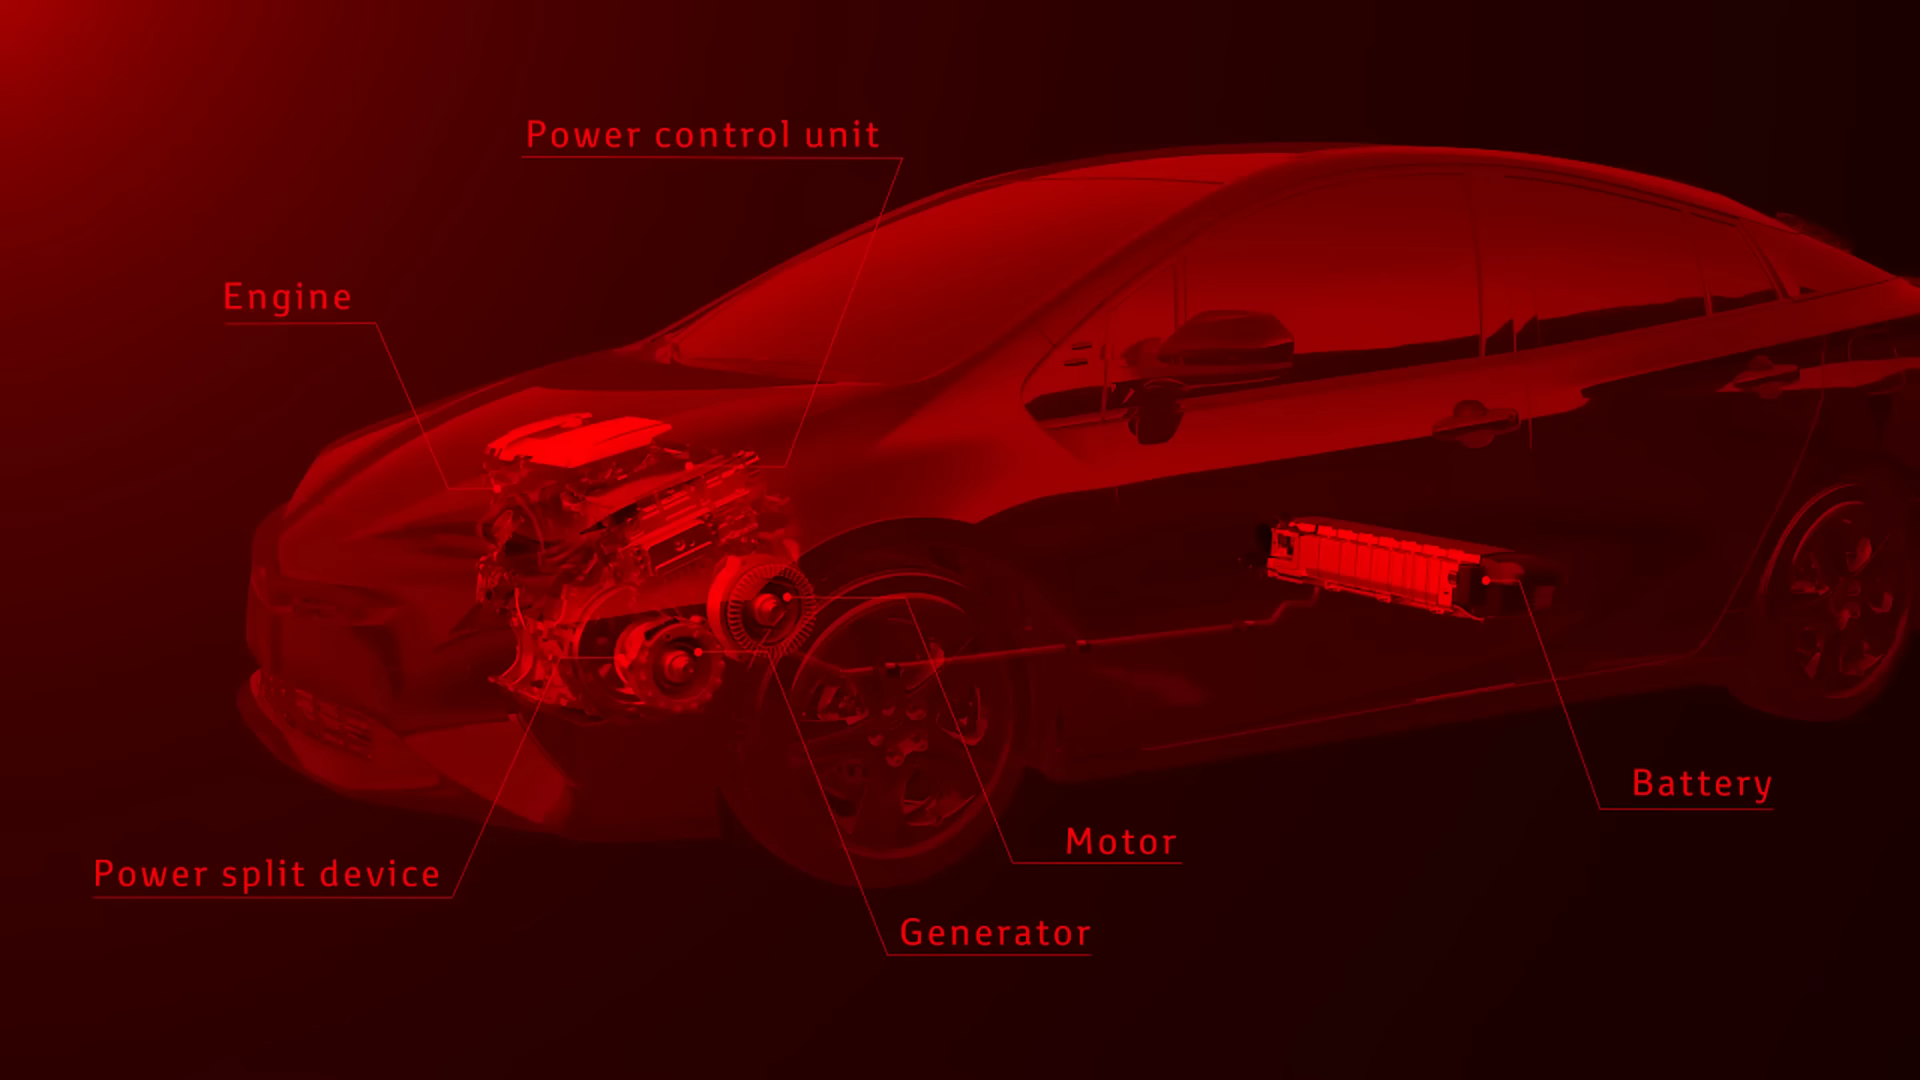 Power control unit
Engine
Battery
Motor
Power split device
Generator